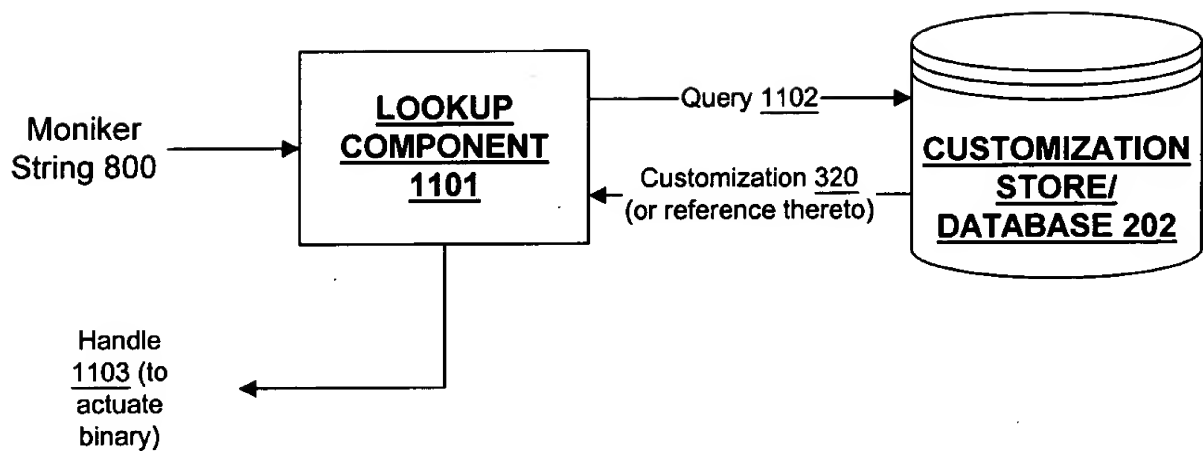 Moniker
String 800
LOOKUP
COMPONENT
1101
Query 1102
Customization 320
(or reference thereto)
CUSTOMIZATION
STORE/
DATABASE 202
Handle
1103 (to
actuate
binary)